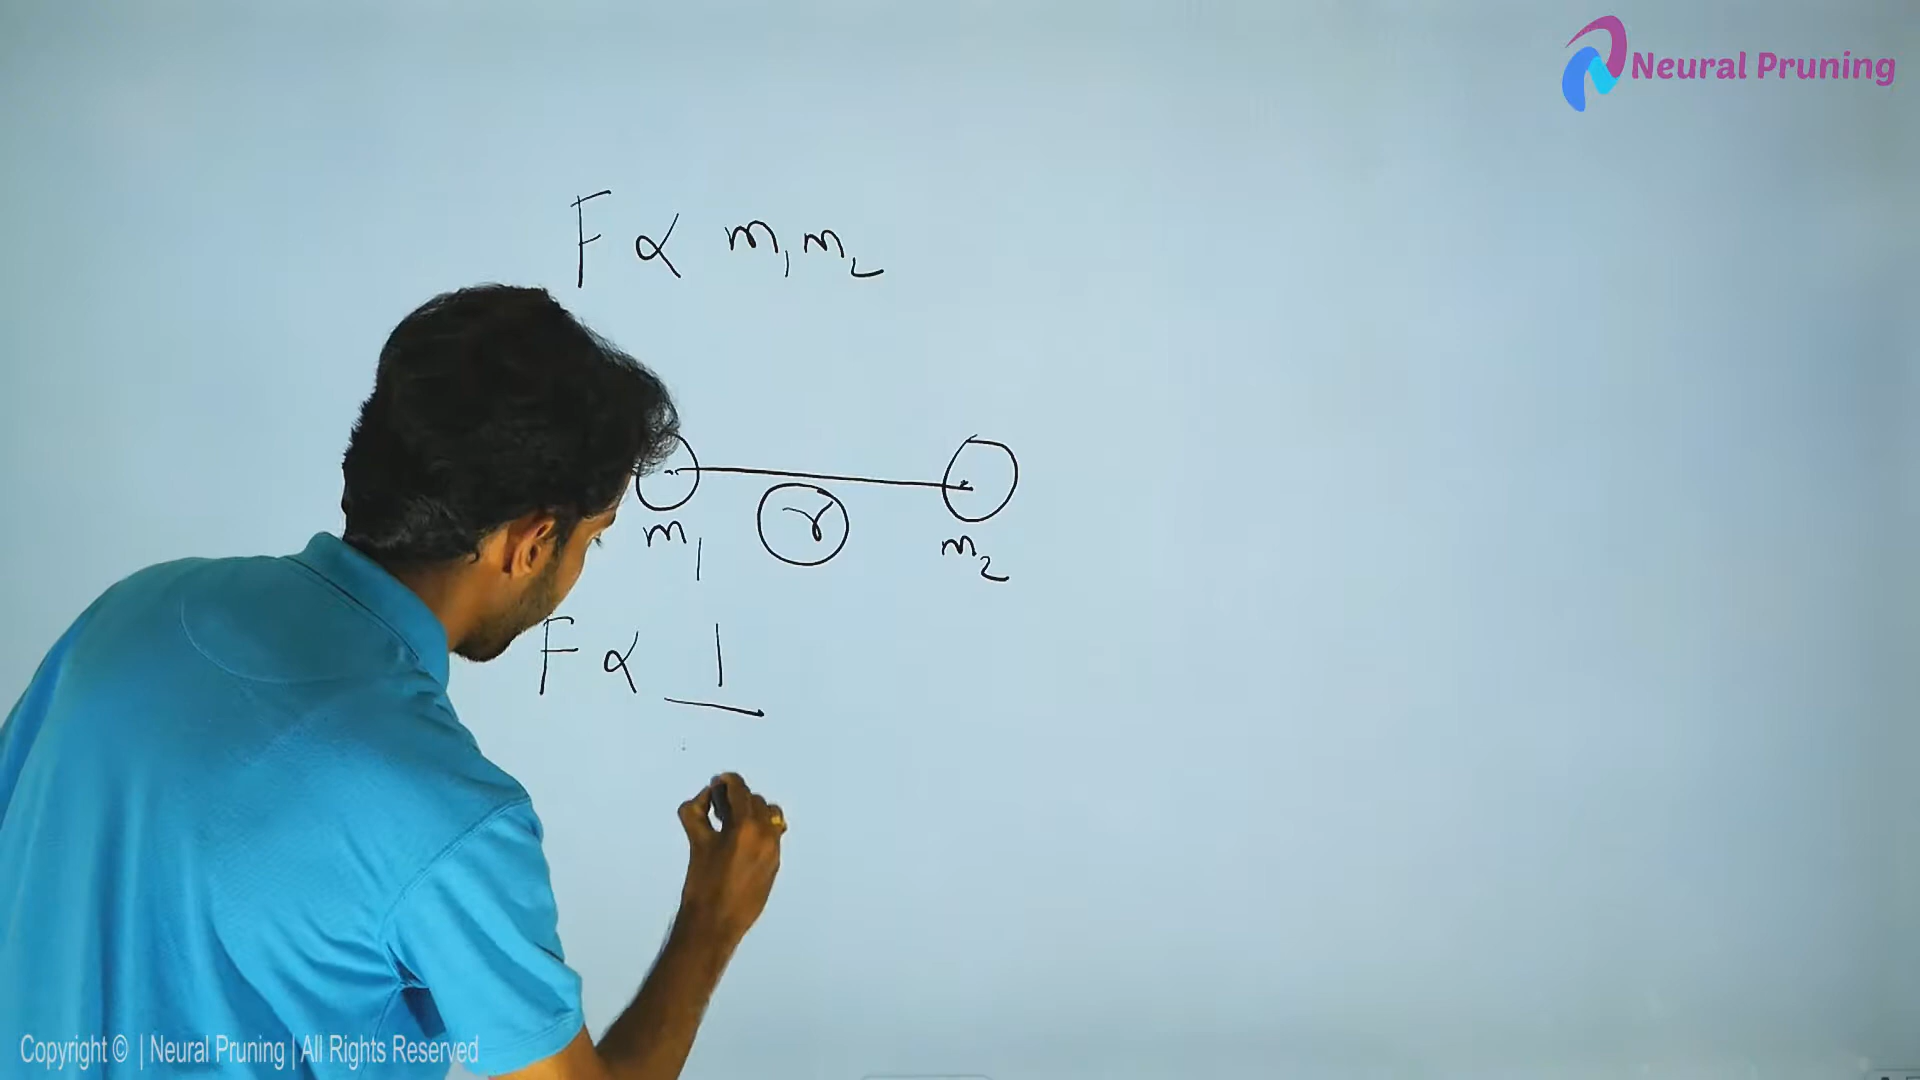 Neural Pruning
F ∝ m₁m₂
m₁ r m₂
F ∝ 1
Copyright © | Neural Pruning | All Rights Reserved